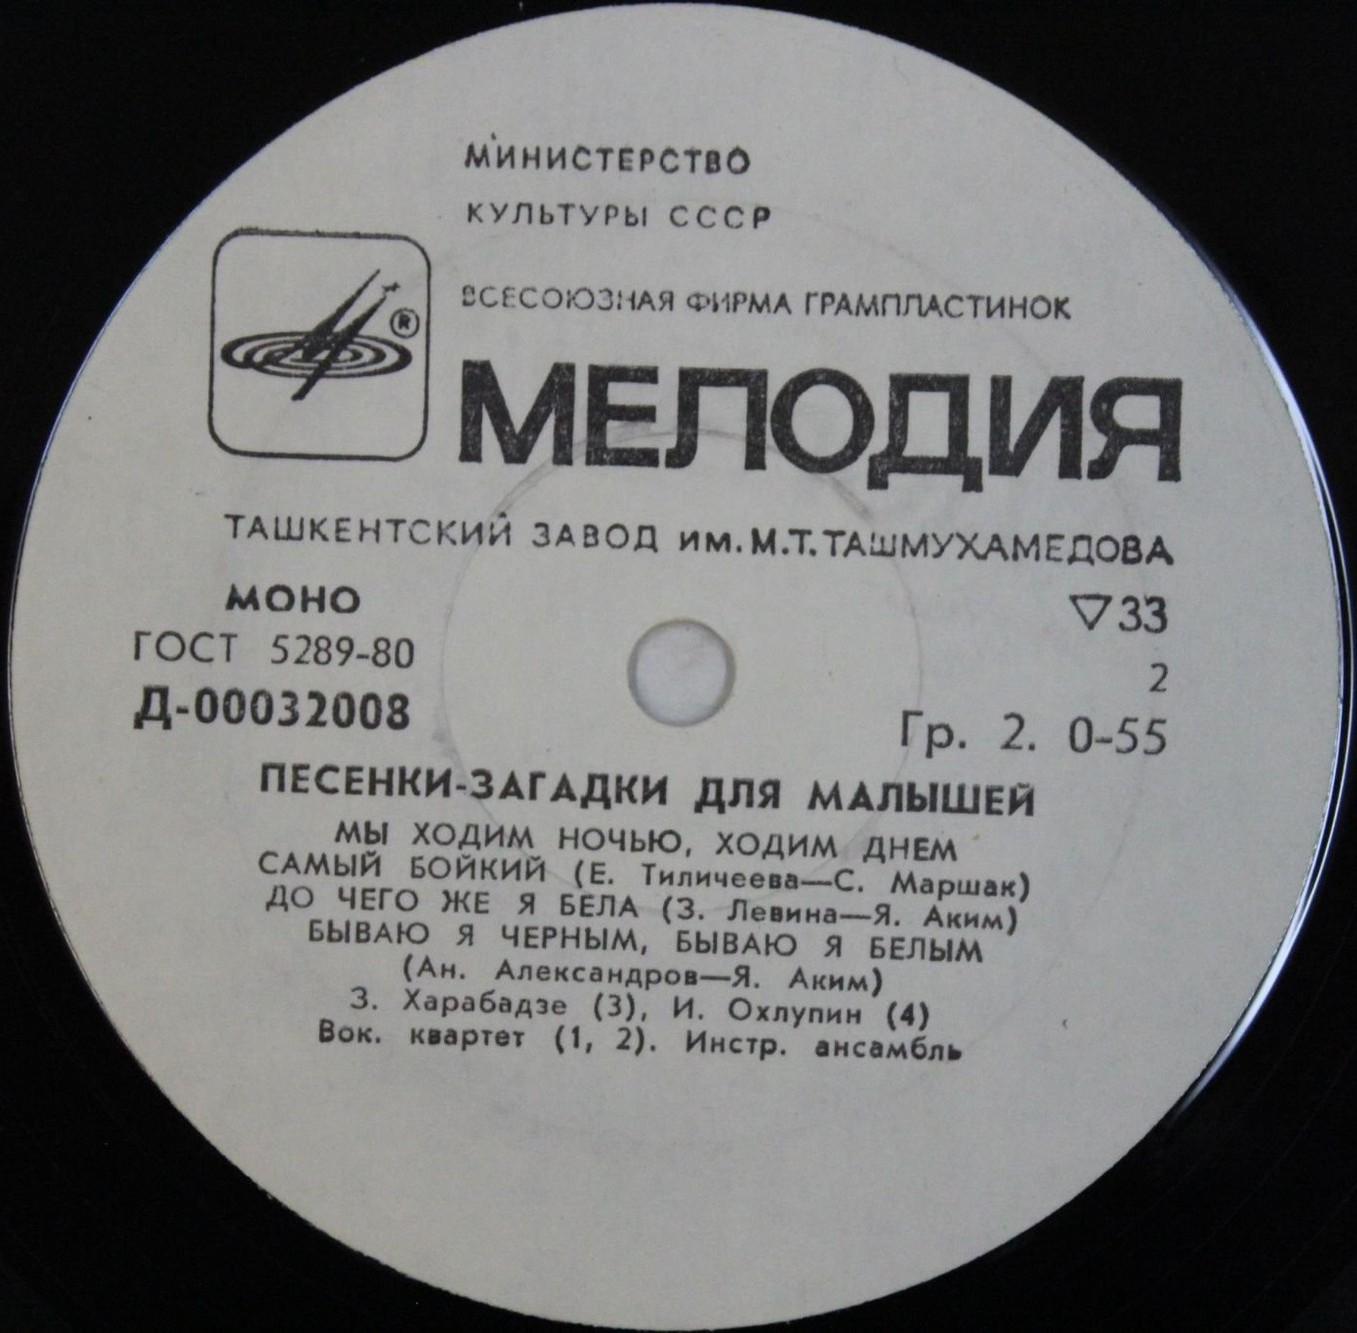 МИНИСТЕРСТВО
КУЛЬТУРЫ СССР
ВСЕСОЮЗНАЯ ФИРМА ГРАМПЛАСТИНОК
®
МЕЛОДИЯ
ТАШКЕНТСКИЙ ЗАВОД им. М.Т. ТАШМУХАМЕДОВА
МОНО
▽33
ГОСТ 5289-80
2
Д-00032008
Гр. 2. 0-55
ПЕСЕНКИ-ЗАГАДКИ ДЛЯ МАЛЫШЕЙ
МЫ ХОДИМ НОЧЬЮ, ХОДИМ ДНЕМ
САМЫЙ БОЙКИЙ (Е. Тиличеева—С. Маршак)
ДО ЧЕГО ЖЕ Я БЕЛА (З. Левина—Я. Аким)
БЫВАЮ Я ЧЕРНЫМ, БЫВАЮ Я БЕЛЫМ
(Ан. Александров—Я. Аким)
З. Харабадзе (3), И. Охлупин (4)
Вок. квартет (1, 2). Инстр. ансамбль